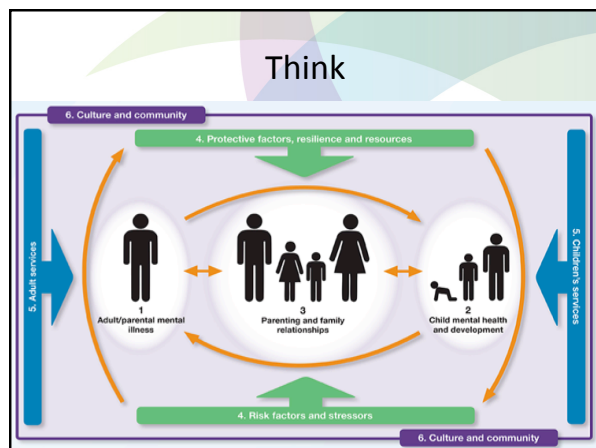 Think
6. Culture and community
4. Protective factors, resilience and resources
5. Adult services
1
Adult/parental mental
illness
3
Parenting and family
relationships
2
Child mental health
and development
5. Children's services
4. Risk factors and stressors
6. Culture and community